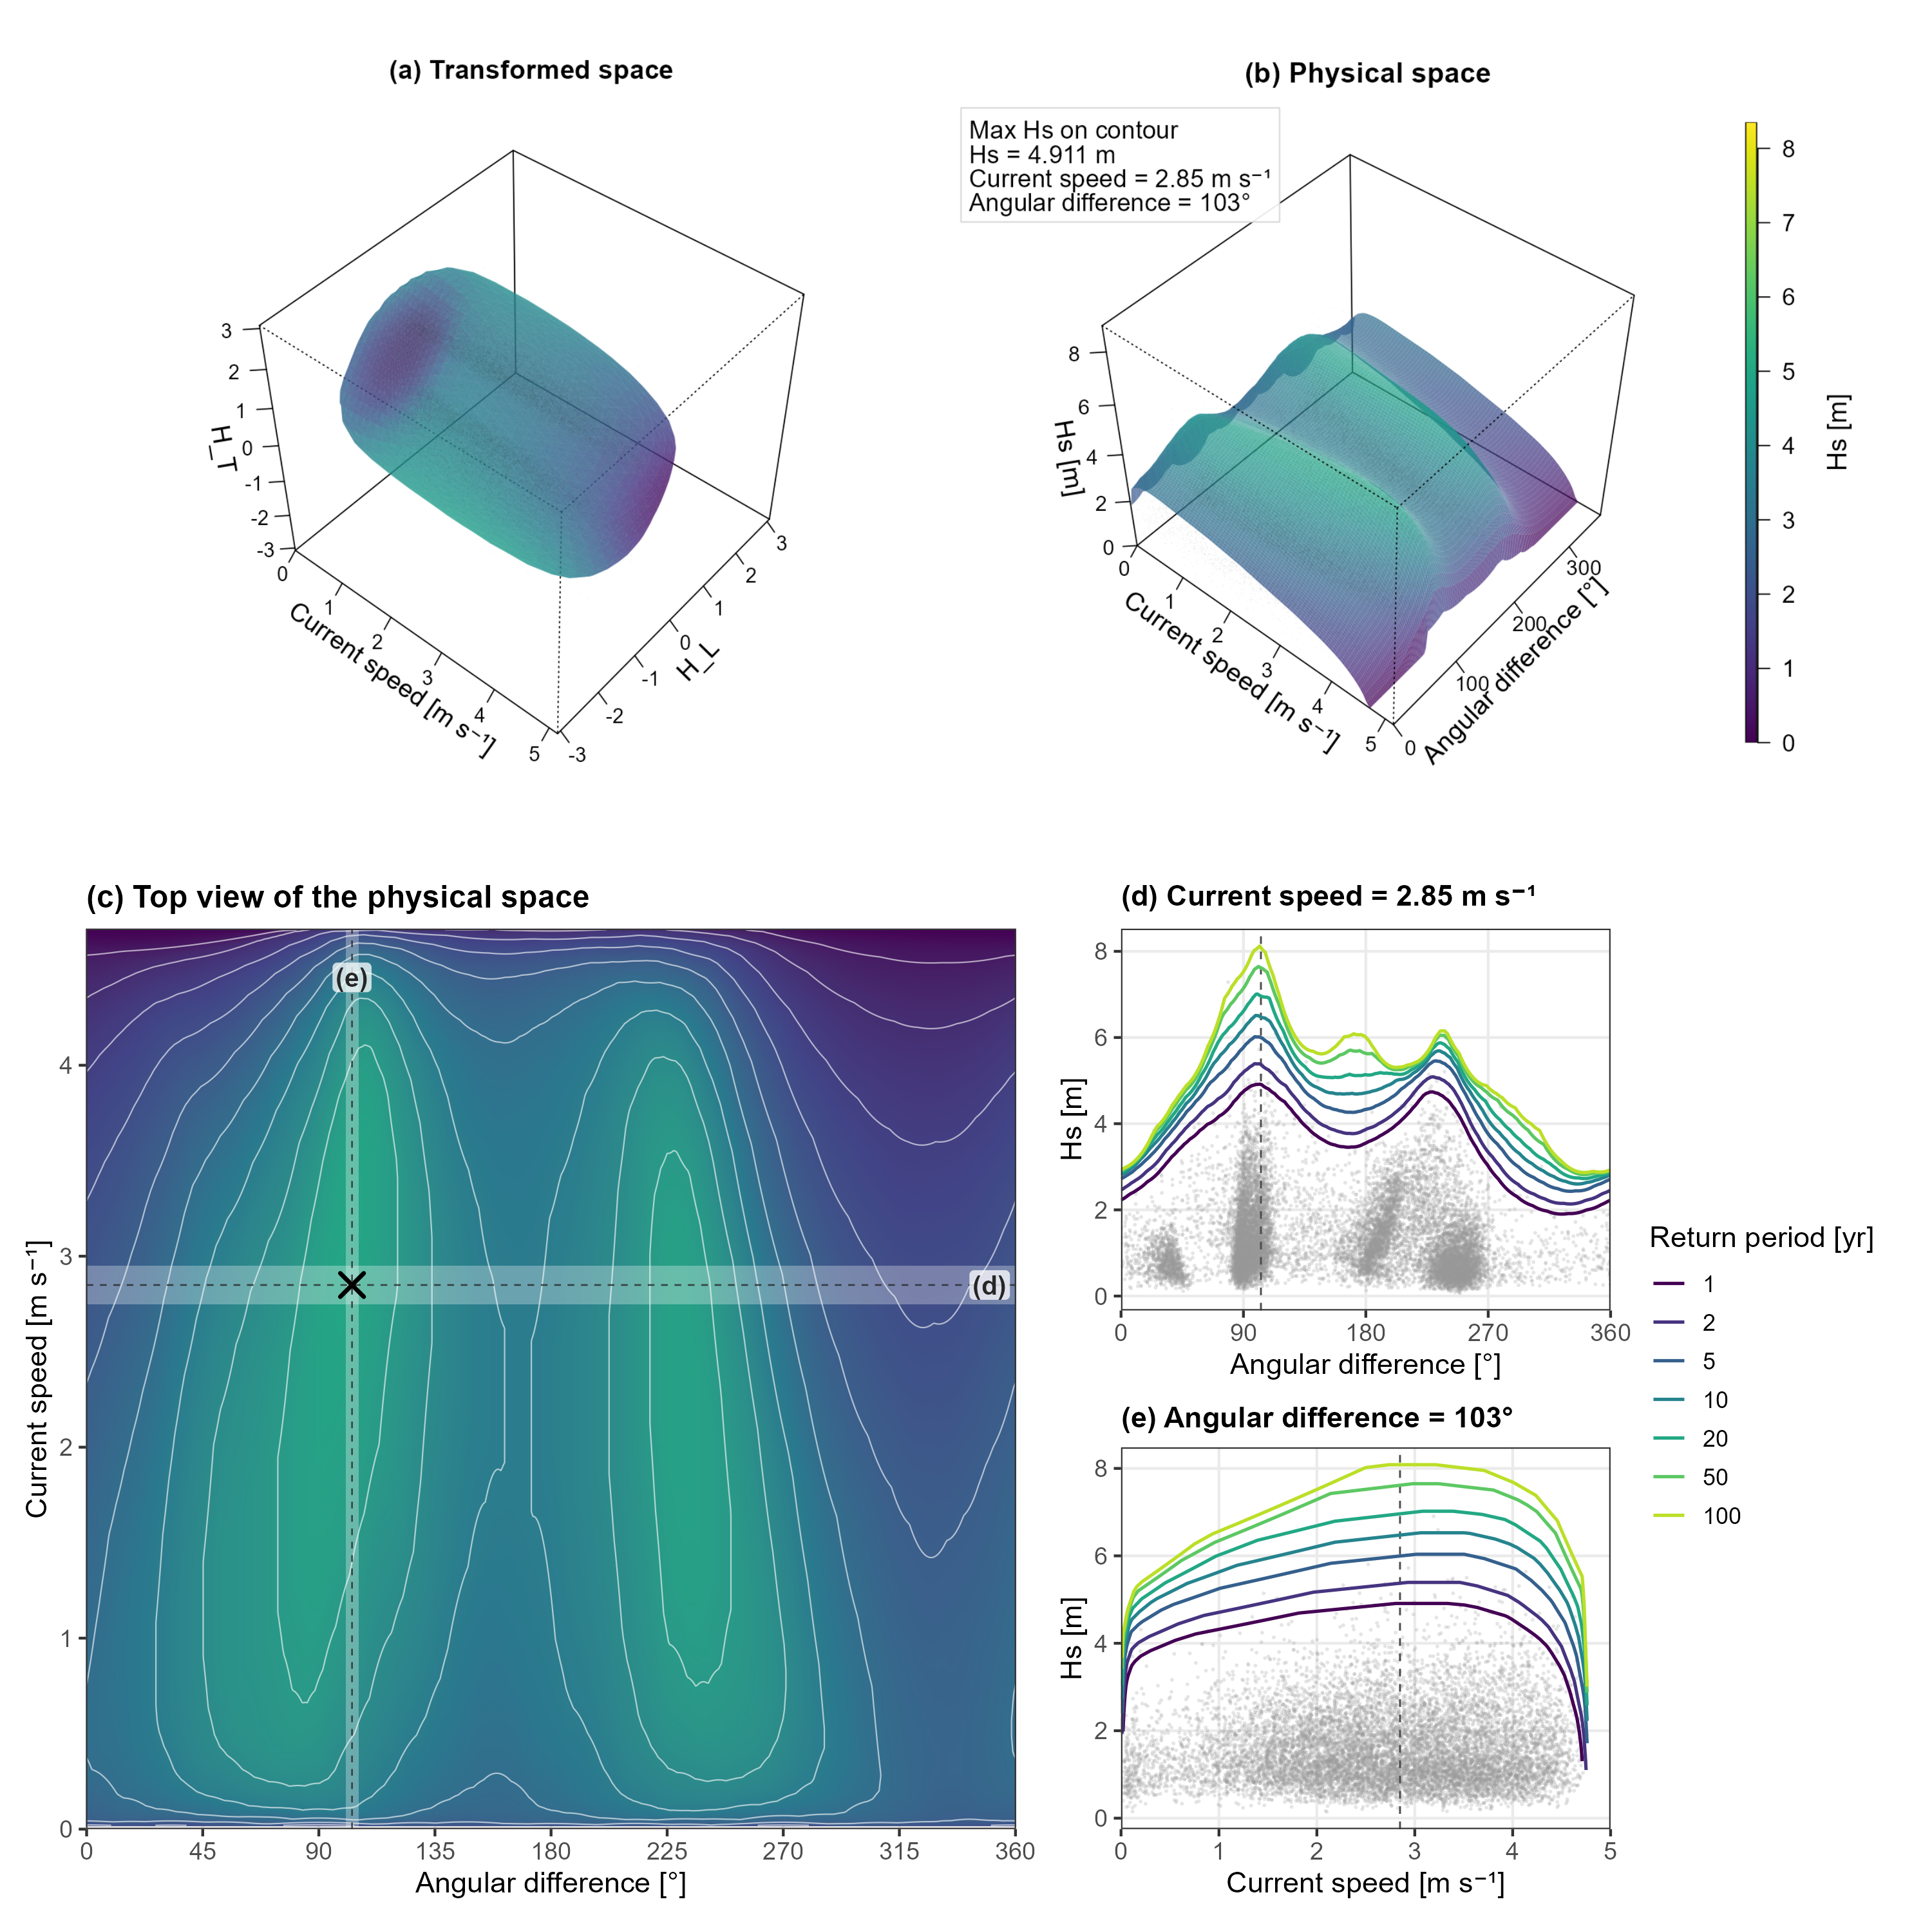 (a) Transformed space
3
2
1
0
-1
-2
-3
H_T
0
1
2
3
4
5
Current speed [m s⁻¹]
-3
-2
-1
0
1
2
3
H_L
(b) Physical space
Max Hs on contour
Hs = 4.911 m
Current speed = 2.85 m s⁻¹
Angular difference = 103°
8
6
4
2
0
Hs [m]
0
1
2
3
4
5
Current speed [m s⁻¹]
0
100
200
300
Angular difference [°]
8
7
6
5
4
3
2
1
0
Hs [m]
(c) Top view of the physical space
(e)
(d)
4
3
2
1
0
Current speed [m s⁻¹]
0 45 90 135 180 225 270 315 360
Angular difference [°]
(d) Current speed = 2.85 m s⁻¹
8
6
4
2
0
Hs [m]
0 90 180 270 360
Angular difference [°]
(e) Angular difference = 103°
8
6
4
2
0
Hs [m]
0 1 2 3 4 5
Current speed [m s⁻¹]
Return period [yr]
1
2
5
10
20
50
100